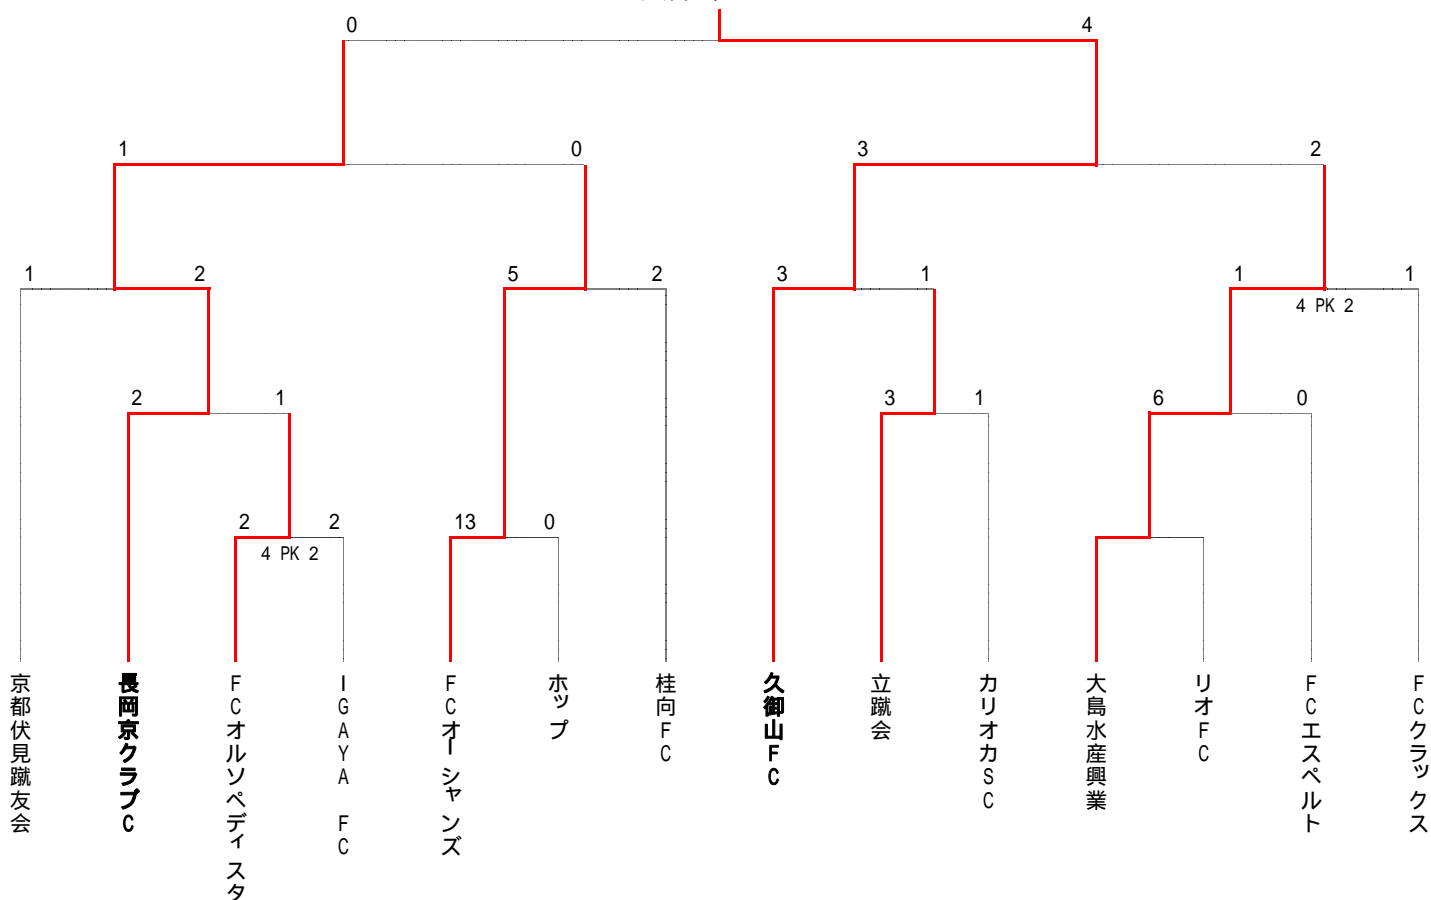 0 4
1 0 3 2
1 2 5 2 3 1 1 1
4 PK 2
2 1 3 1 6 0
2 2 13 0
4 PK 2
京都伏見蹴友会
長岡京クラブC
FCオルソペディスタ
IGAYA FC
FCオーシャンズ
ホップ
桂向FC
久御山FC
立蹴会
カリオカSC
大島水産興業
リオFC
FCエスペルト
FCクラックス